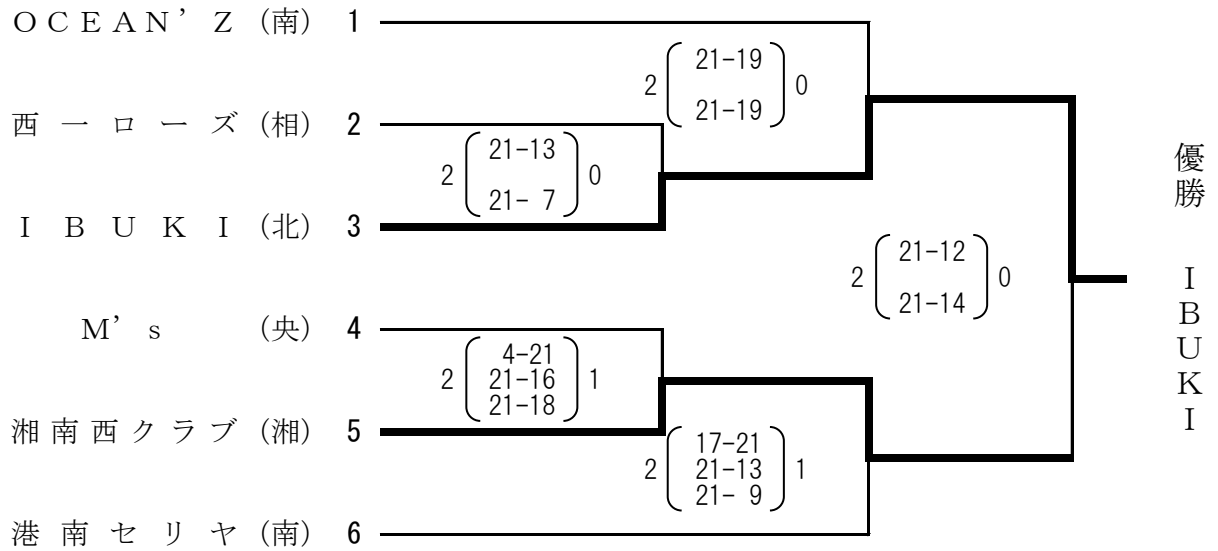 OCEAN’Z (南) 1
21-19
2 0
21-19
西一ローズ (相) 2
21-13
2 0
21- 7
IBUKI (北) 3
21-12
2 0
21-14
M’s (央) 4
4-21
2 21-16 1
21-18
湘南西クラブ (湘) 5
17-21
2 21-13 1
21- 9
港南セリヤ (南) 6
優勝 IBUKI